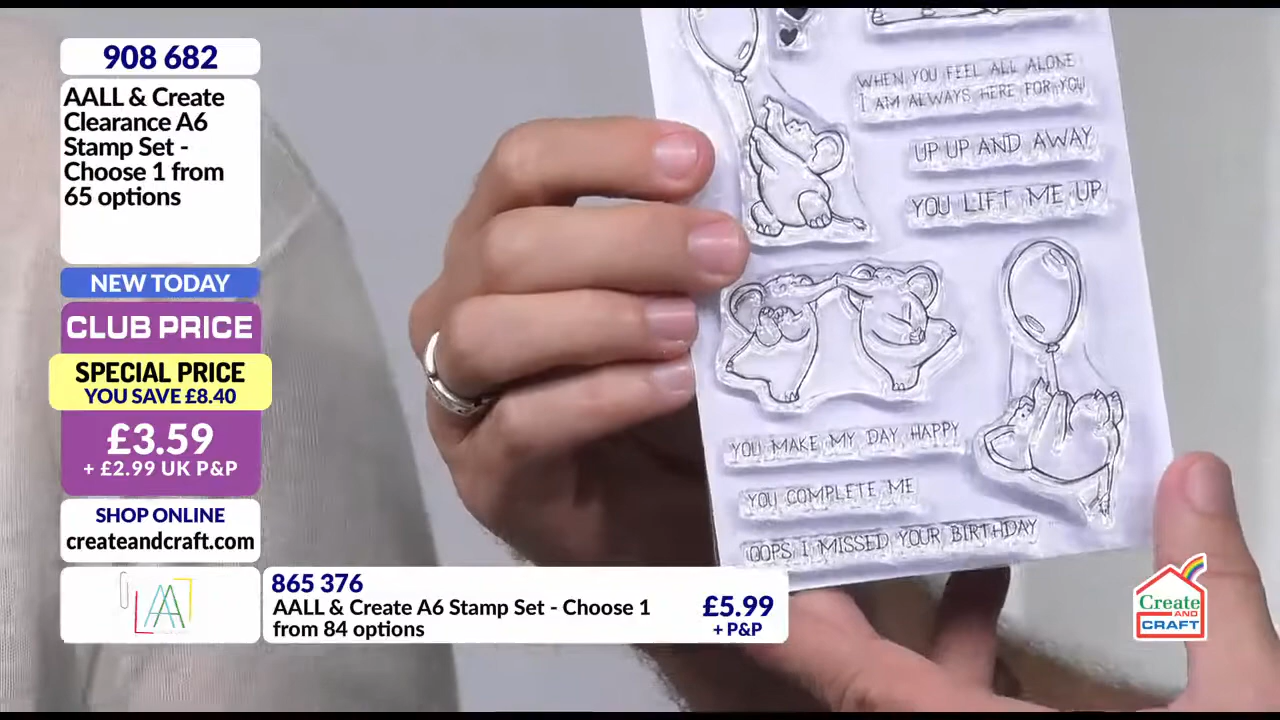 908 682
AALL & Create
Clearance A6
Stamp Set -
Choose 1 from
65 options
NEW TODAY
CLUB PRICE
SPECIAL PRICE
YOU SAVE £8.40
£3.59
+ £2.99 UK P&P
SHOP ONLINE
createandcraft.com
WHEN YOU FEEL ALL ALONE
I AM ALWAYS HERE FOR YOU
UP UP AND AWAY
YOU LIFT ME UP
YOU MAKE MY DAY HAPPY
YOU COMPLETE ME
OOPS I MISSED YOUR BIRTHDAY
AA
865 376
AALL & Create A6 Stamp Set - Choose 1
from 84 options
£5.99
+ P&P
Create
AND
CRAFT